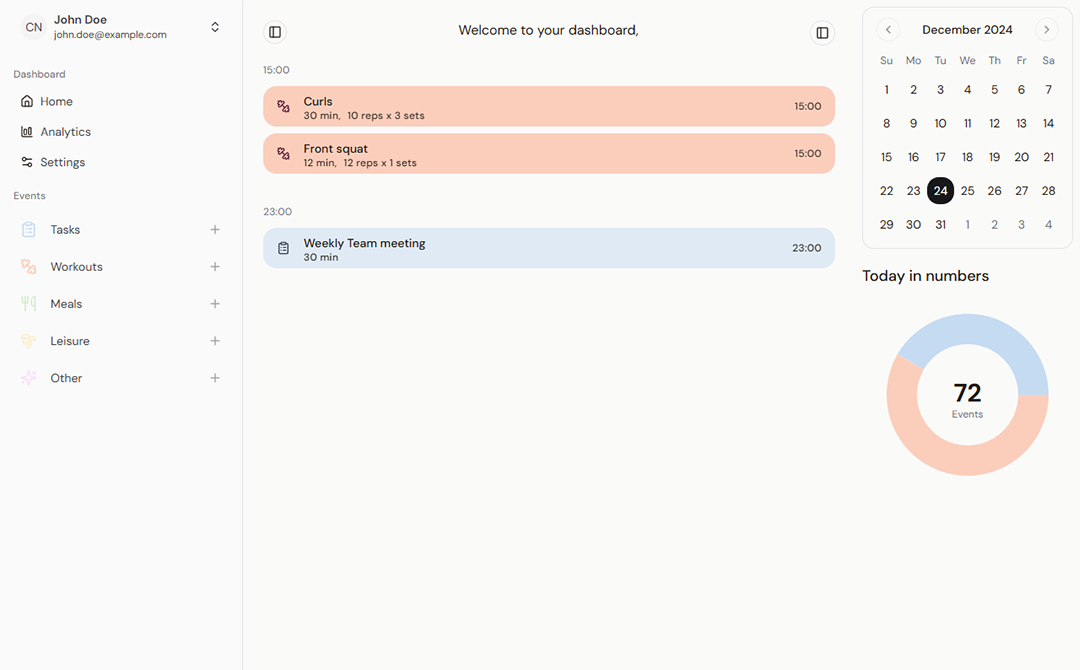 CN
John Doe
john.doe@example.com
Dashboard
Home
Analytics
Settings
Events
Tasks
Workouts
Meals
Leisure
Other
Welcome to your dashboard,
15:00
Curls
30 min, 10 reps x 3 sets
15:00
Front squat
12 min, 12 reps x 1 sets
15:00
23:00
Weekly Team meeting
30 min
23:00
December 2024
Su Mo Tu We Th Fr Sa
1 2 3 4 5 6 7
8 9 10 11 12 13 14
15 16 17 18 19 20 21
22 23 24 25 26 27 28
29 30 31 1 2 3 4
Today in numbers
72
Events